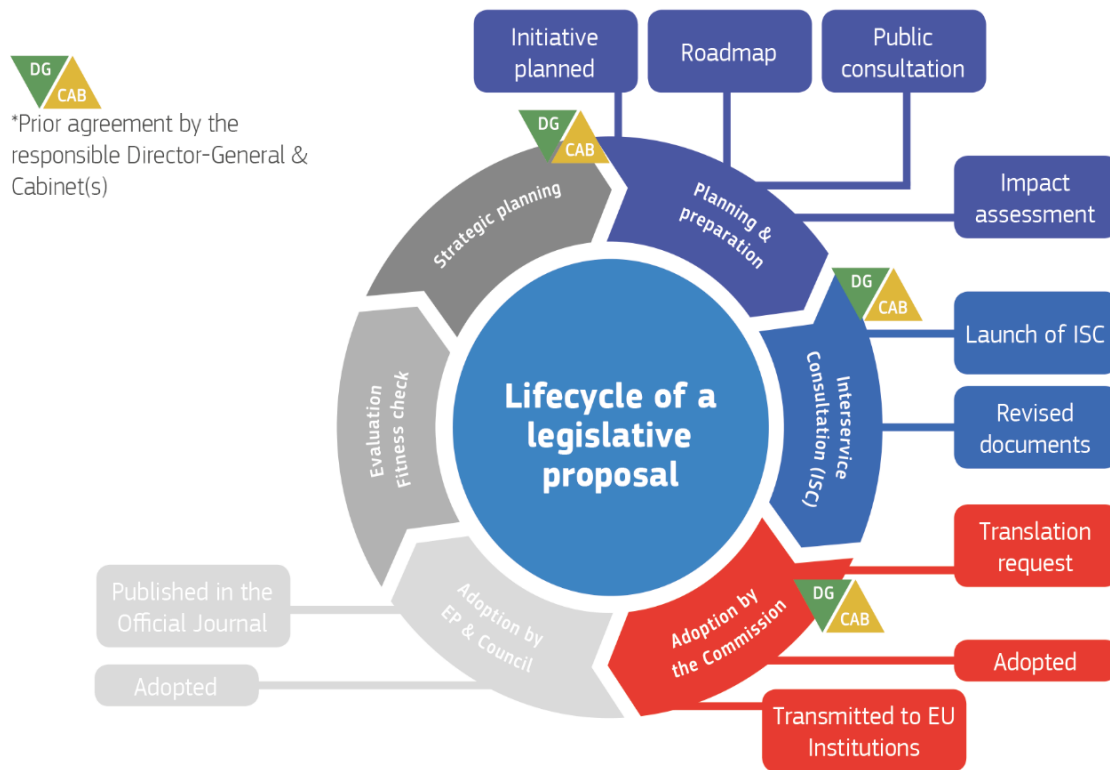 DG
CAB
*Prior agreement by the
responsible Director-General &
Cabinet(s)
Initiative
planned
Roadmap
Public
consultation
Impact
assessment
DG
CAB
Strategic planning
Planning &
preparation
DG
CAB
Launch of ISC
Interservice
Consultation (ISC)
Revised
documents
Lifecycle of a
legislative
proposal
Evaluation
Fitness check
Translation
request
DG
CAB
Adoption by
the Commission
Adopted
Transmitted to EU
Institutions
Adoption by
EP & Council
Published in the
Official Journal
Adopted